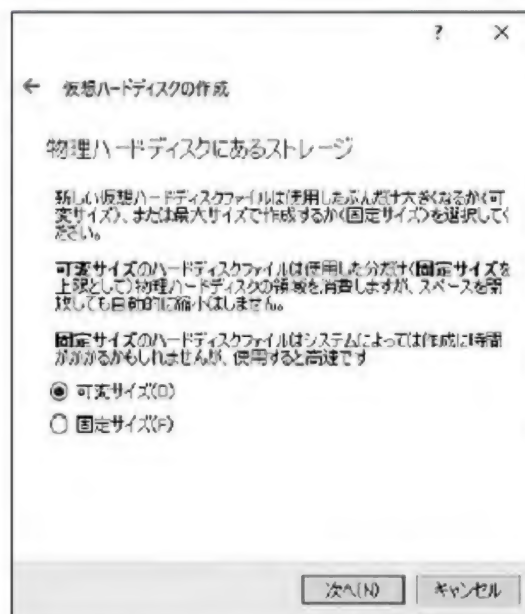 ? ×
← 仮想ハードディスクの作成
物理ハードディスクにあるストレージ
新しい仮想ハードディスクファイルは使用したぶんだけ大きくなるか(可
変サイズ)、または最大サイズで作成するか(固定サイズ)を選択してく
ださい。
可変サイズのハードディスクファイルは使用した分だけ(固定サイズを
上限として)物理ハードディスクの領域を消費しますが、スペースを開
放しても自動的に縮小はしません。
固定サイズのハードディスクファイルはシステムによっては作成に時間
がかかるかもしれませんが、使用すると高速です
可変サイズ(D)
固定サイズ(F)
次へ(N) キャンセル